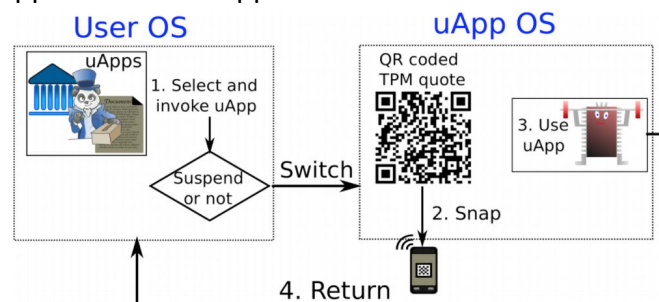 User OS
uApp OS
uApps
1. Select and
invoke uApp
Suspend
or not
Switch
QR coded
TPM quote
2. Snap
3. Use
uApp
4. Return